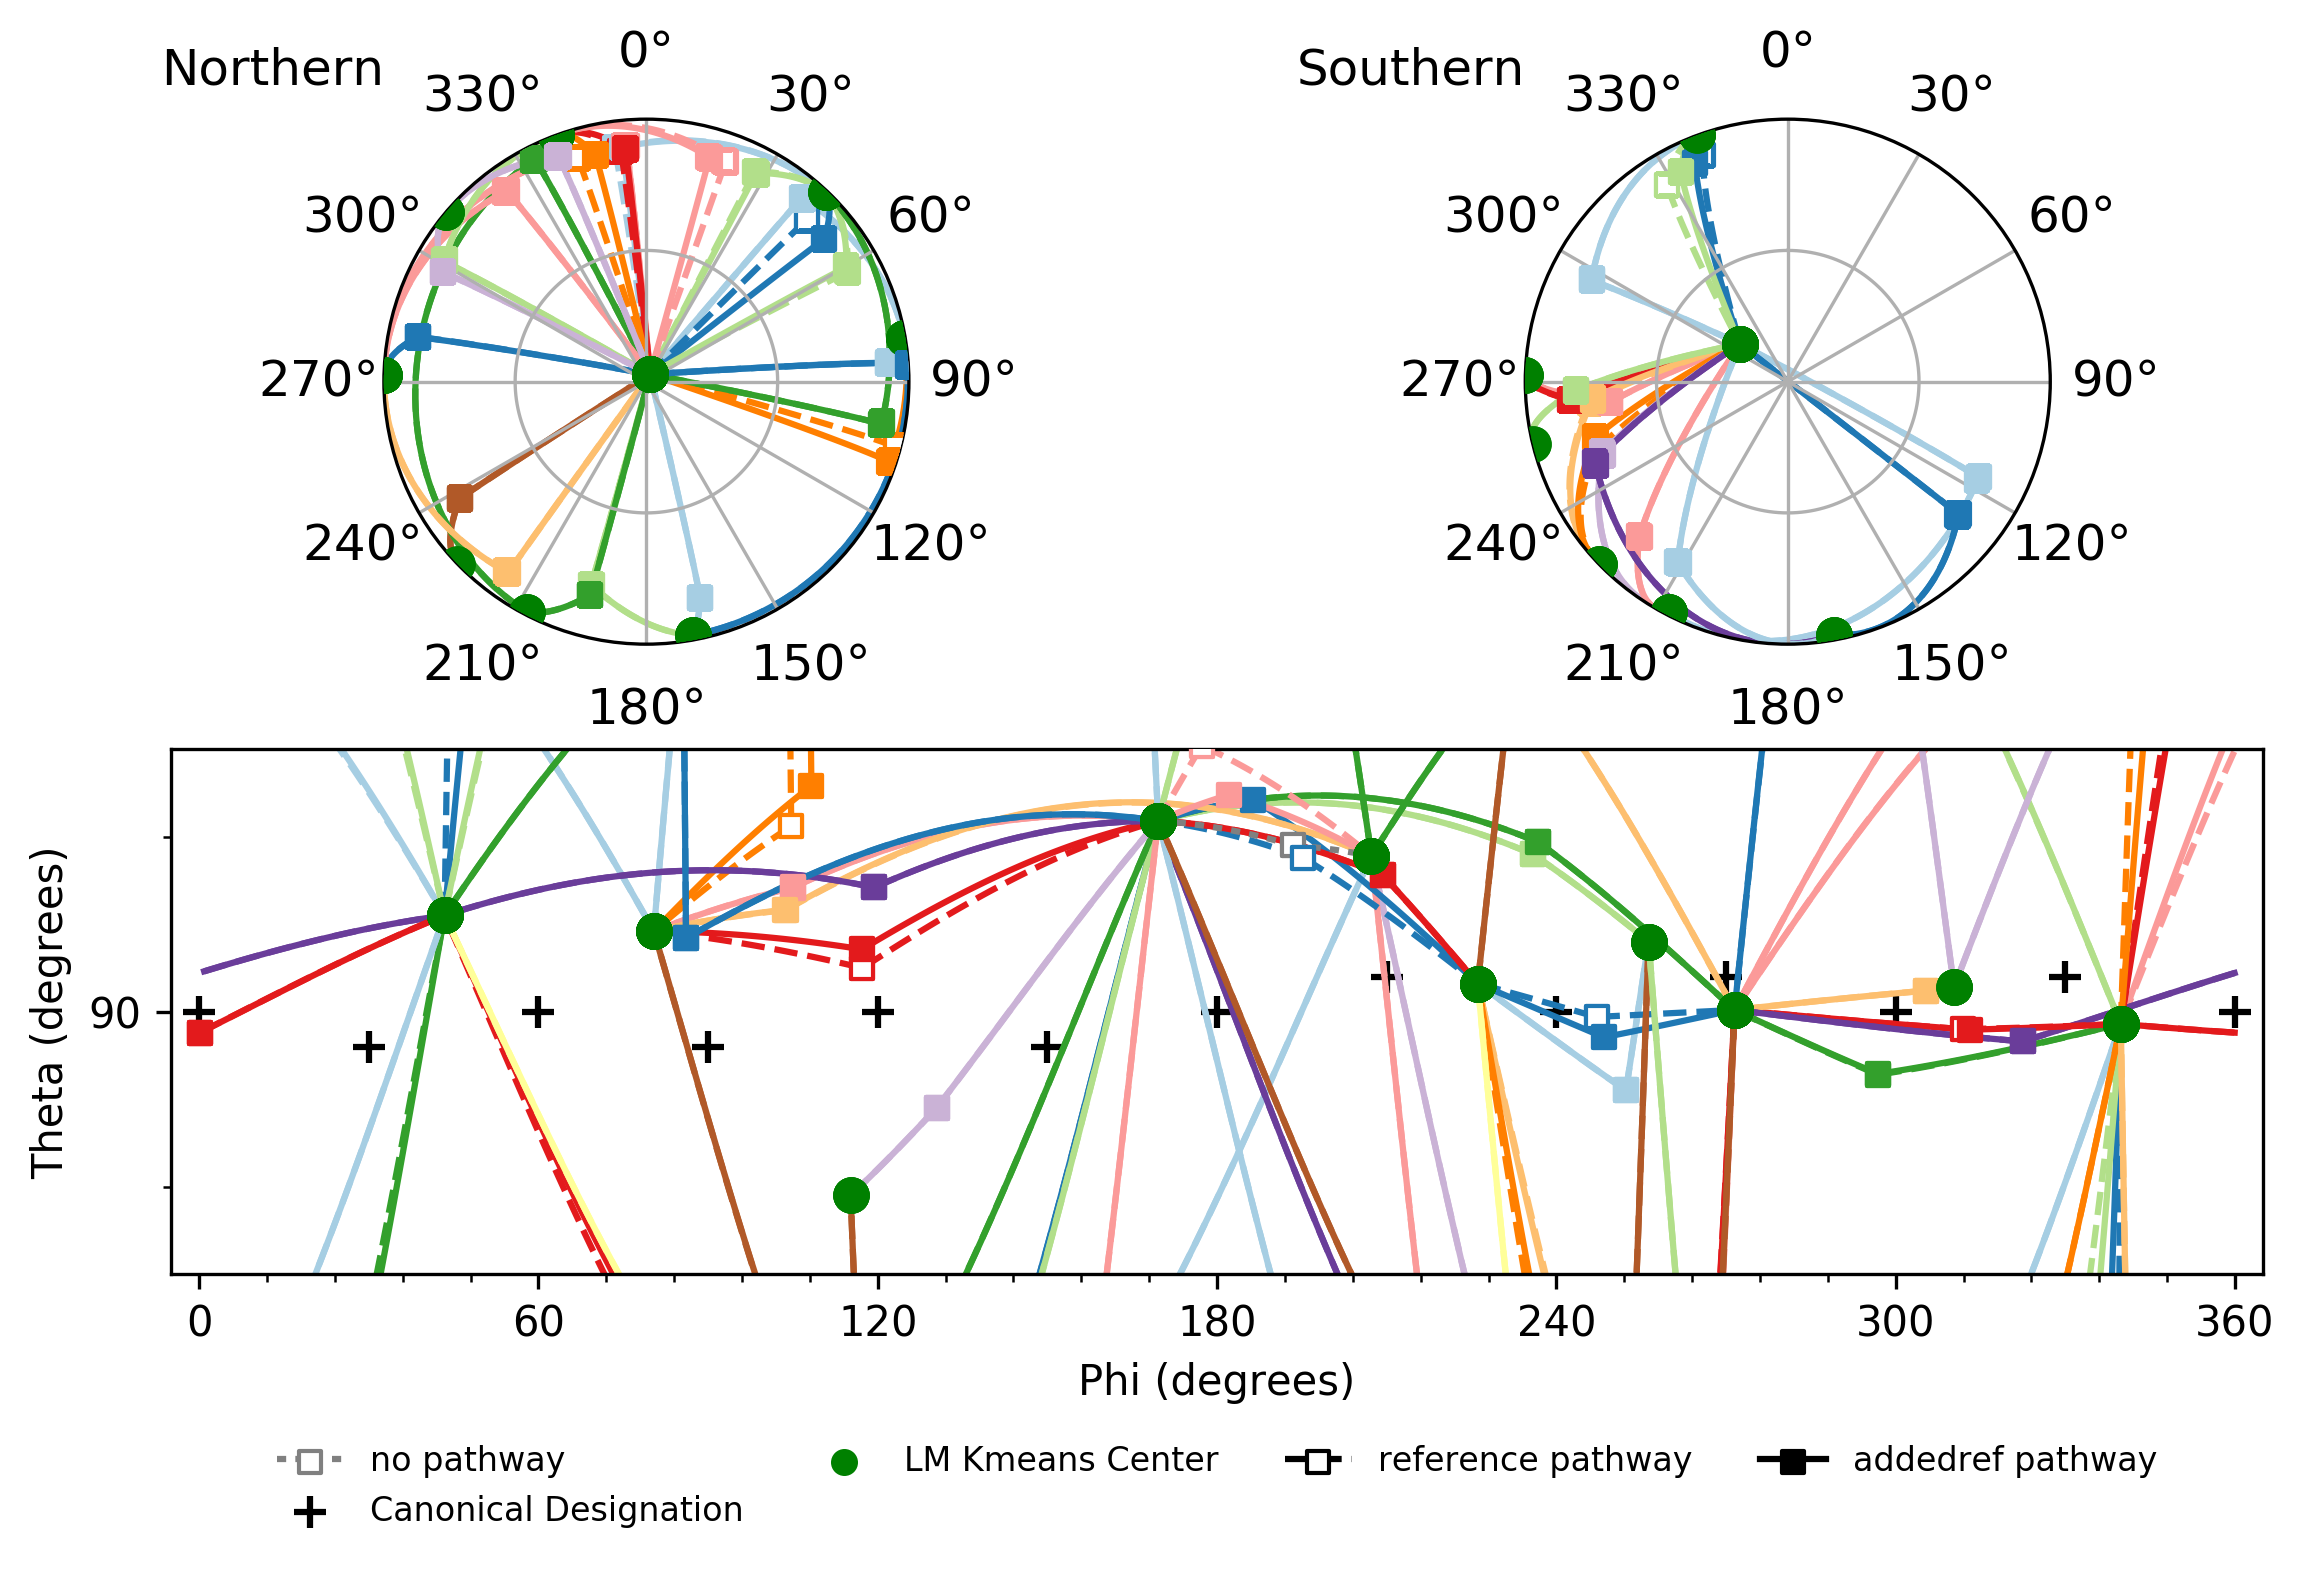 Northern
0°
30°
60°
90°
120°
150°
180°
210°
240°
270°
300°
330°
Southern
0°
30°
60°
90°
120°
150°
180°
210°
240°
270°
300°
330°
Theta (degrees)
90
0 60 120 180 240 300 360
Phi (degrees)
no pathway
LM Kmeans Center
reference pathway
addedref pathway
Canonical Designation